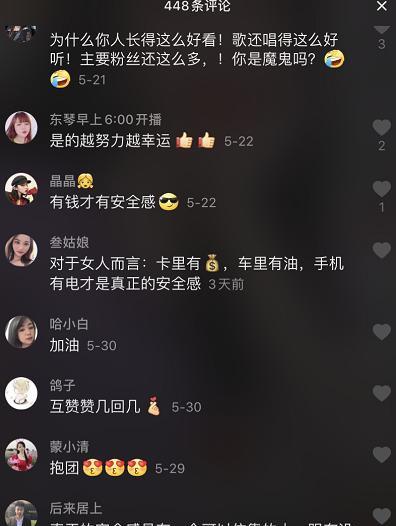 448条评论
为什么你人长得这么好看！歌还唱得这么好
听！主要粉丝还这么多，！你是魔鬼吗？🤣
🤣 5-21
3
东琴早上6:00开播
是的越努力越幸运 👍 👍 5-22
2
晶晶👧
有钱才有安全感 😎 5-22
1
叁姑娘
对于女人而言：卡里有💰，车里有油，手机
有电才是真正的安全感 3天前
哈小白
加油 5-30
鸽子
互赞赞几回几 5-30
蒙小清
抱团😍😍😍 5-29
后来居上